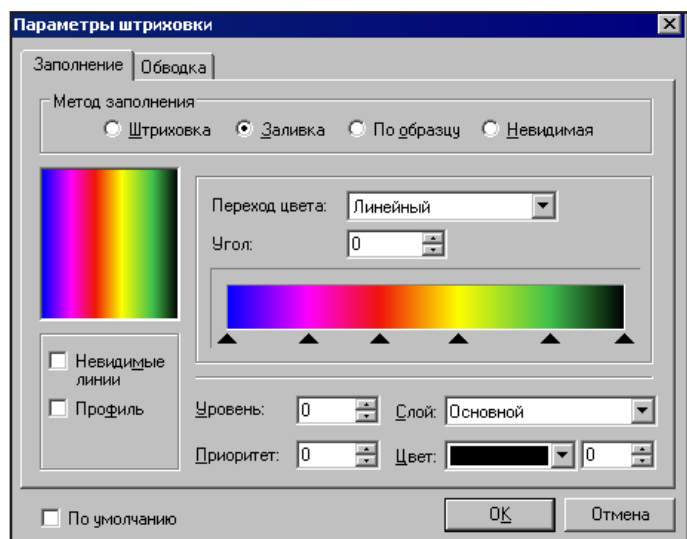 Параметры штриховки
Заполнение Обводка
Метод заполнения
Штриховка Заливка По образцу Невидимая
Переход цвета: Линейный
Угол: 0
Невидимые
линии
Профиль
Уровень: 0 Слой: Основной
Приоритет: 0 Цвет: 0
По умолчанию OK Отмена